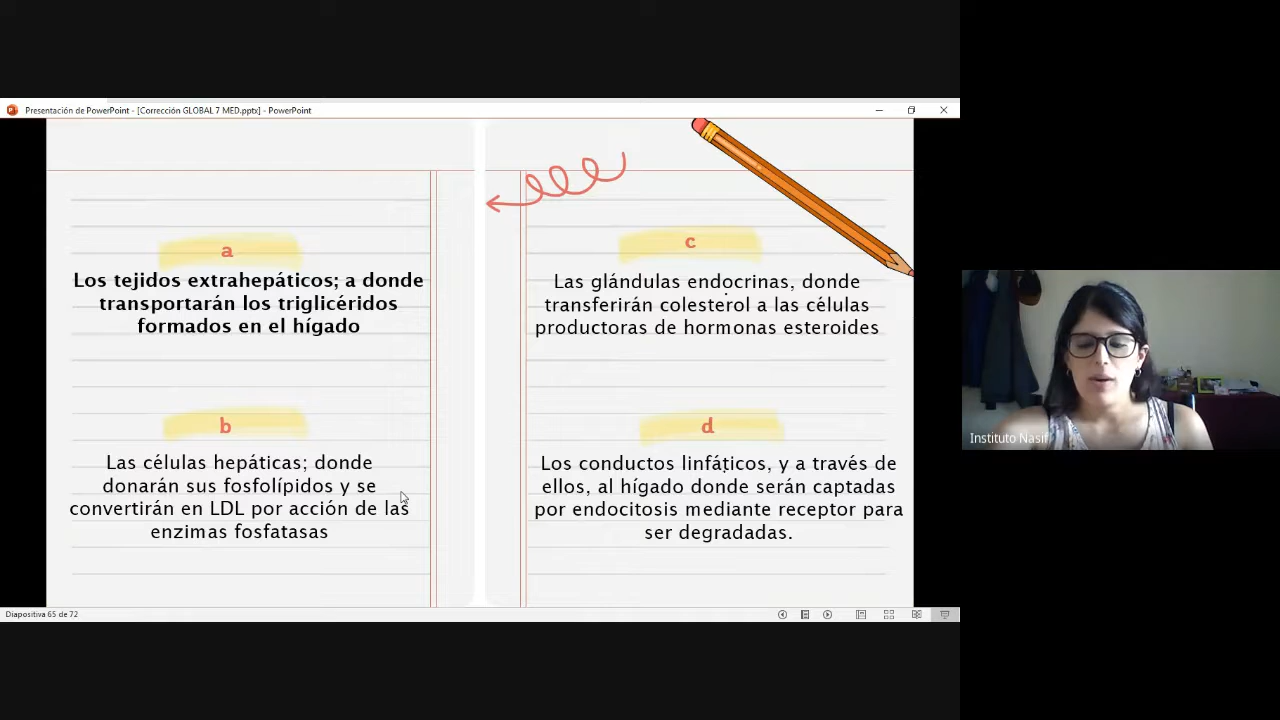 Presentación de PowerPoint - [Corrección GLOBAL 7 MED.pptx] - PowerPoint
a
Los tejidos extrahepáticos; a donde
transportarán los triglicéridos
formados en el hígado
b
Las células hepáticas; donde
donarán sus fosfolípidos y se
convertirán en LDL por acción de las
enzimas fosfatasas
c
Las glándulas endocrinas, donde
transferirán colesterol a las células
productoras de hormonas esteroides
d
Los conductos linfáticos, y a través de
ellos, al hígado donde serán captadas
por endocitosis mediante receptor para
ser degradadas.
Instituto Nasif
Diapositiva 65 de 72